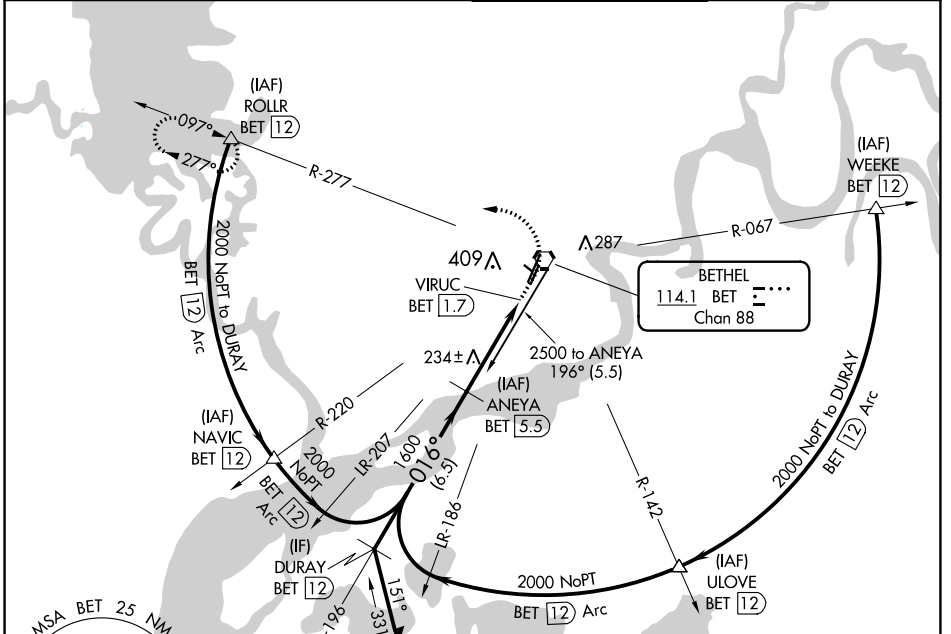 (IAF)
ROLLR
BET 12
097°
277°
R-277
(IAF)
WEEKE
BET 12
R-067
2000 NoPT to DURAY
BET 12 Arc
409
287
VIRUC
BET 1.7
BETHEL
114.1 BET
Chan 88
234±
2500 to ANEYA
196° (5.5)
(IAF)
ANEYA
BET 5.5
2000 NoPT to DURAY
BET 12 Arc
(IAF)
NAVIC
BET 12
R-220
LR-207
1600
016°
(6.5)
2000
NoPT
BET 12
Arc
LR-186
R-142
(IF)
DURAY
BET 12
2000 NoPT
BET 12 Arc
(IAF)
ULOVE
BET 12
151°
331
-196
MSA BET 25 NM